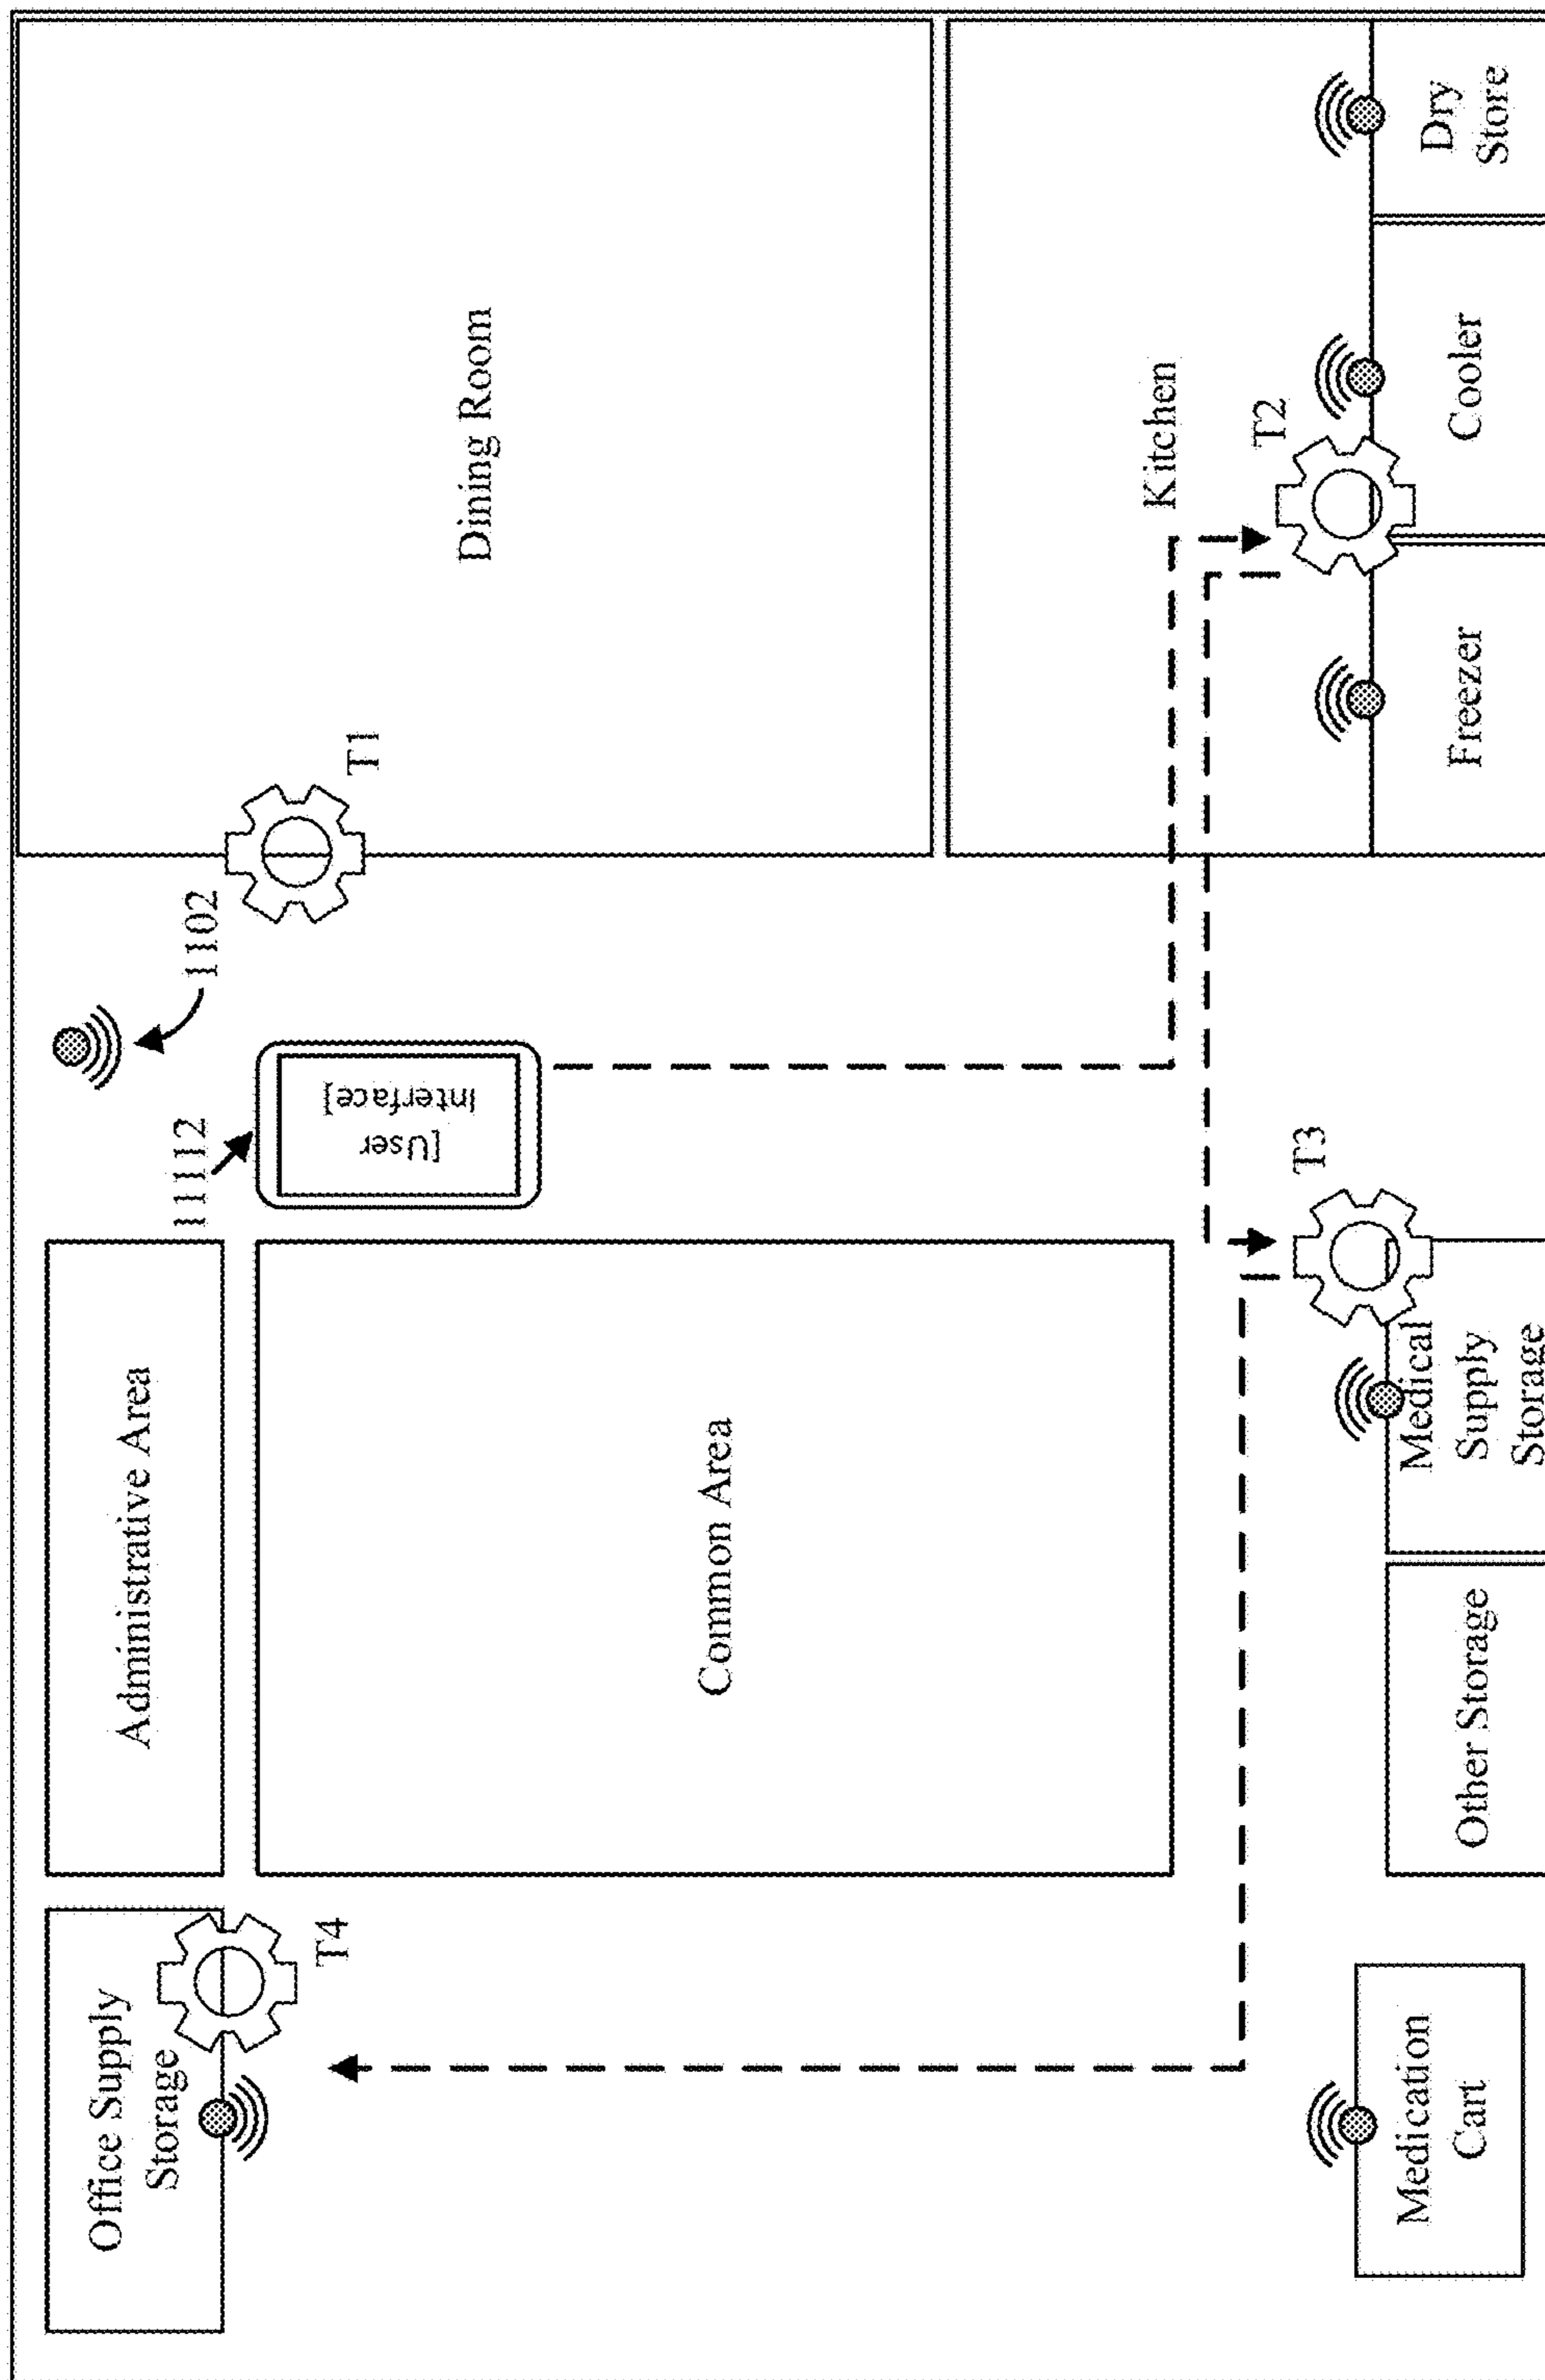 Office Supply
Storage
T4
Administrative Area
Common Area
11112
[User
Interface]
1102
T1
Dining Room
Medication
Cart
Other Storage
Medical
Supply
Storage
T3
Kitchen
T2
Freezer
Cooler
Dry
Store